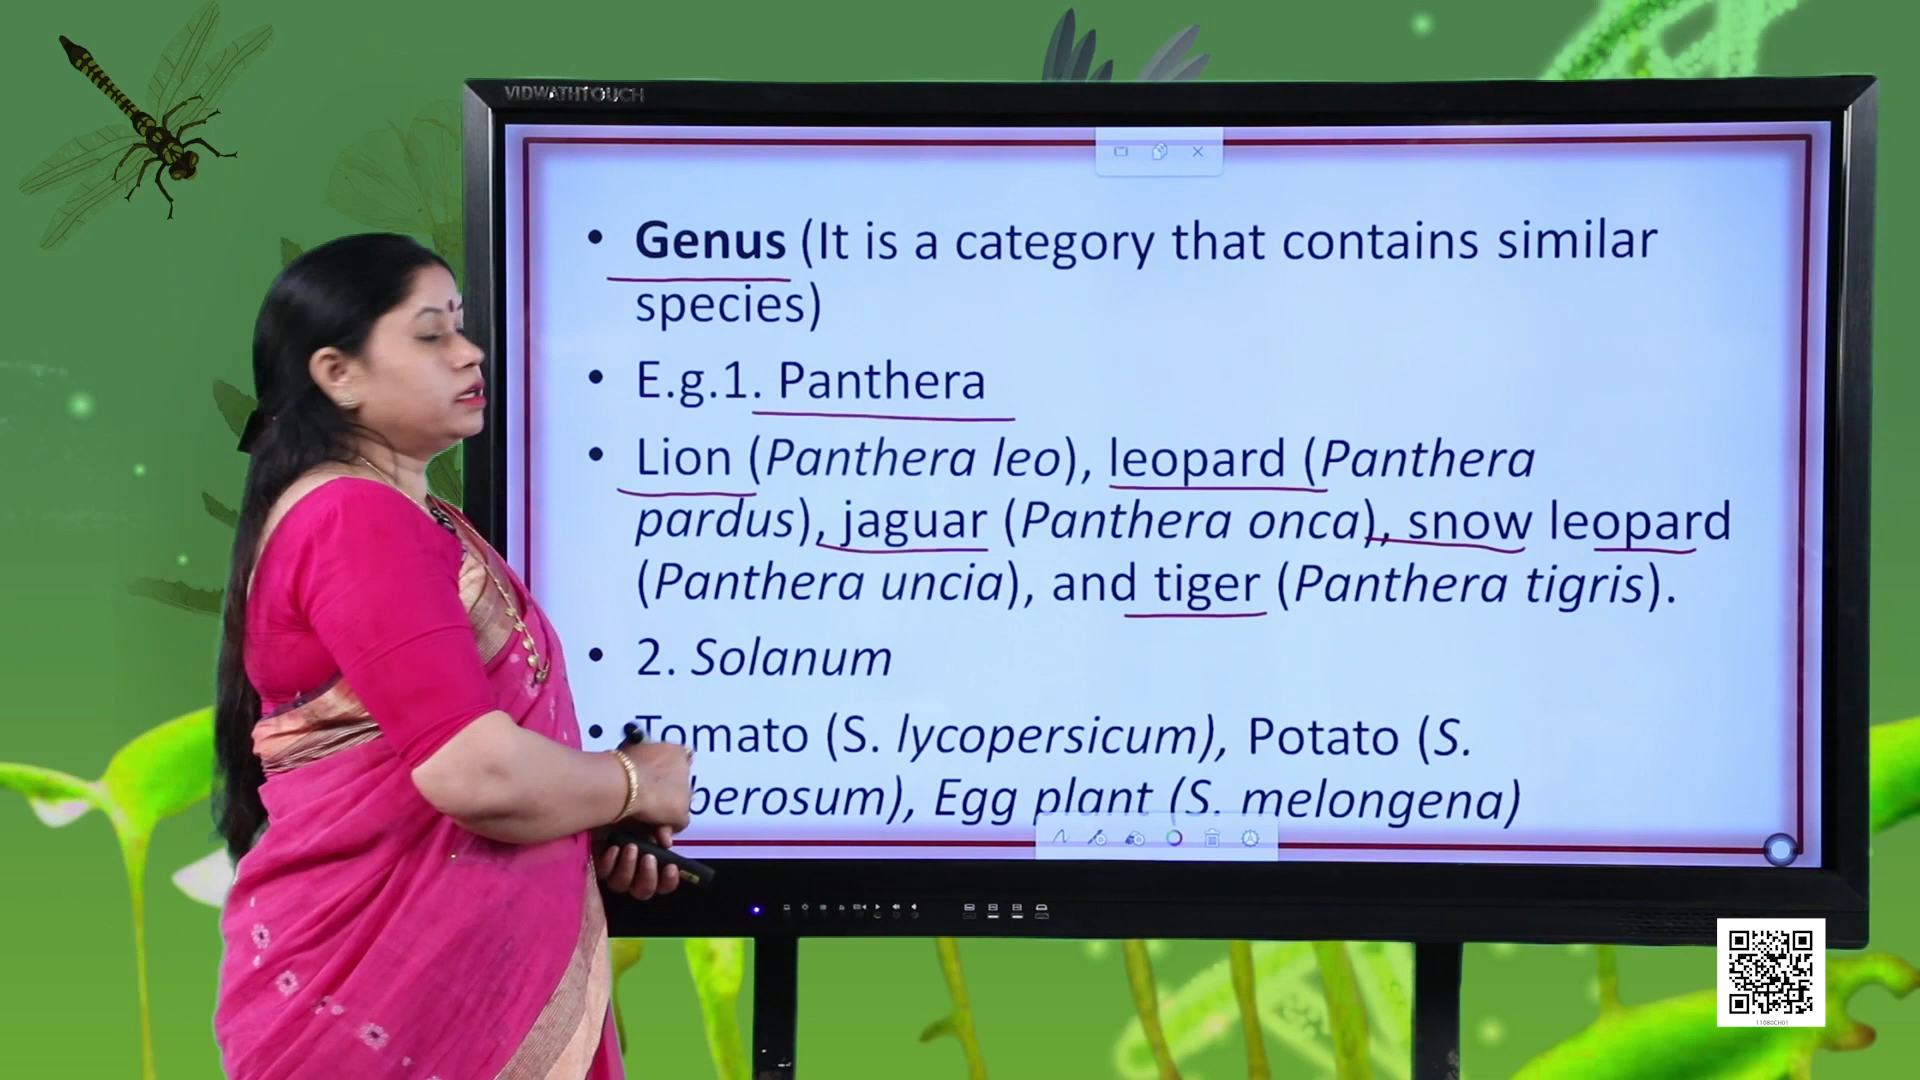 VIDWATHTOUCH
• Genus (It is a category that contains similar
species)
• E.g.1. Panthera
• Lion (Panthera leo), leopard (Panthera
pardus), jaguar (Panthera onca), snow leopard
(Panthera uncia), and tiger (Panthera tigris).
• 2. Solanum
• Tomato (S. lycopersicum), Potato (S.
berosum), Egg plant (S. melongena)
11080CH01